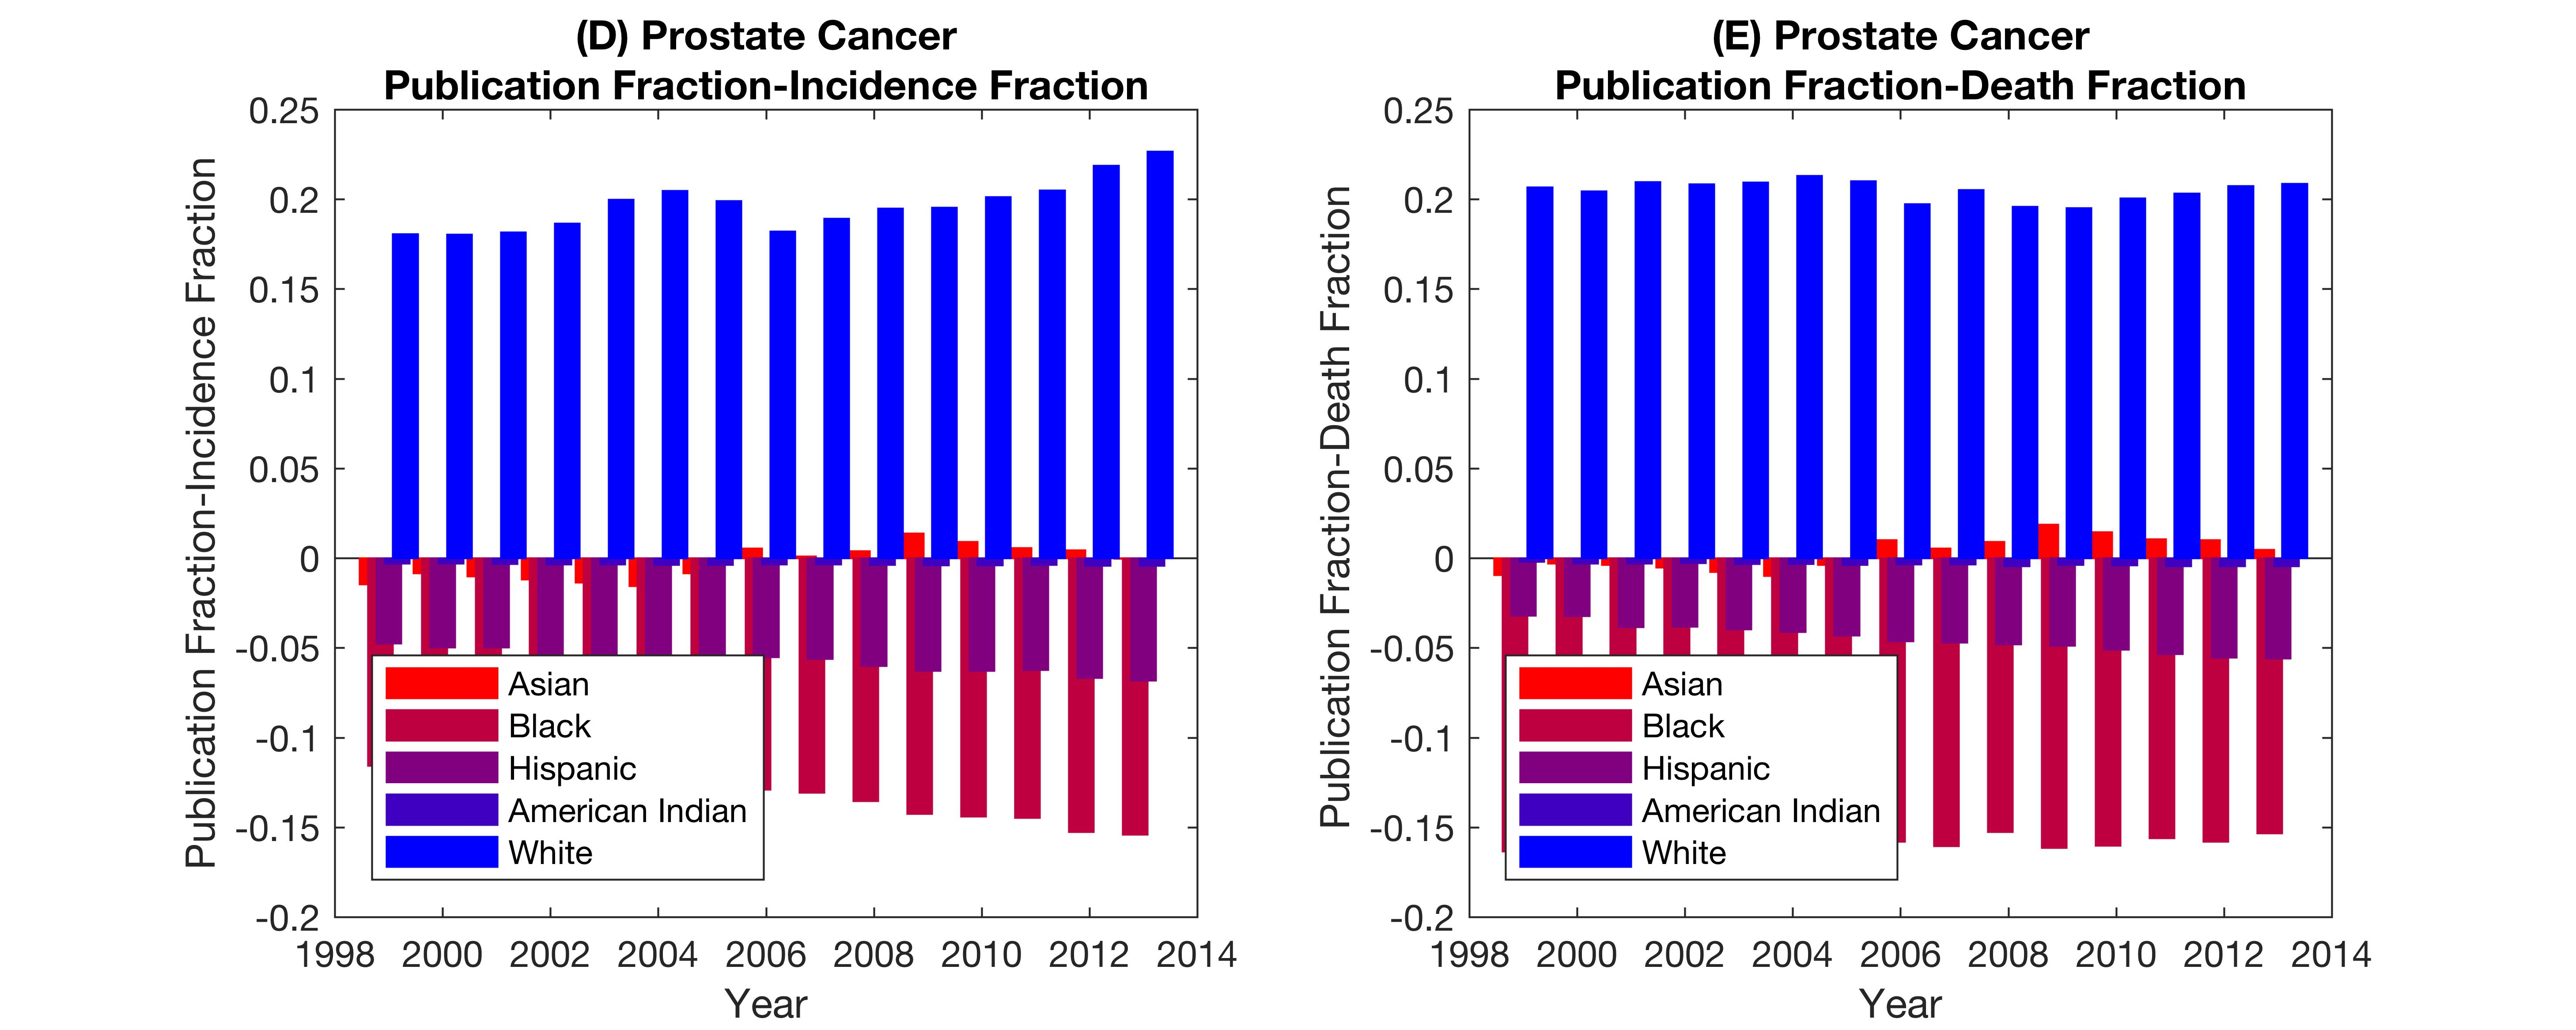 (D) Prostate Cancer
Publication Fraction-Incidence Fraction
Publication Fraction-Incidence Fraction
0.25
0.2
0.15
0.1
0.05
0
-0.05
-0.1
-0.15
-0.2
Asian
Black
Hispanic
American Indian
White
1998 2000 2002 2004 2006 2008 2010 2012 2014
Year
(E) Prostate Cancer
Publication Fraction-Death Fraction
Publication Fraction-Death Fraction
0.25
0.2
0.15
0.1
0.05
0
-0.05
-0.1
-0.15
-0.2
Asian
Black
Hispanic
American Indian
White
1998 2000 2002 2004 2006 2008 2010 2012 2014
Year